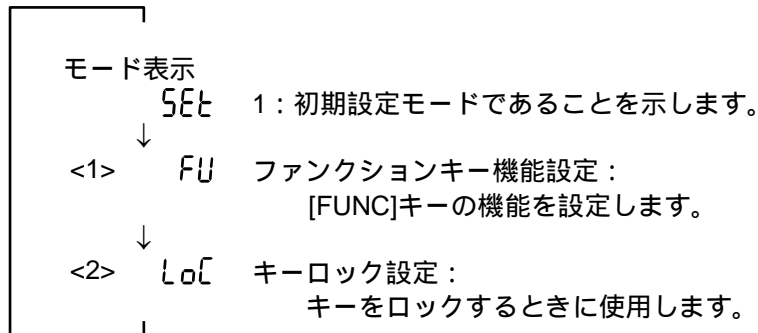 モード表示
SEt 1：初期設定モードであることを示します。
↓
<1> FU ファンクションキー機能設定：
[FUNC]キーの機能を設定します。
↓
<2> LoC キーロック設定：
キーをロックするときに使用します。